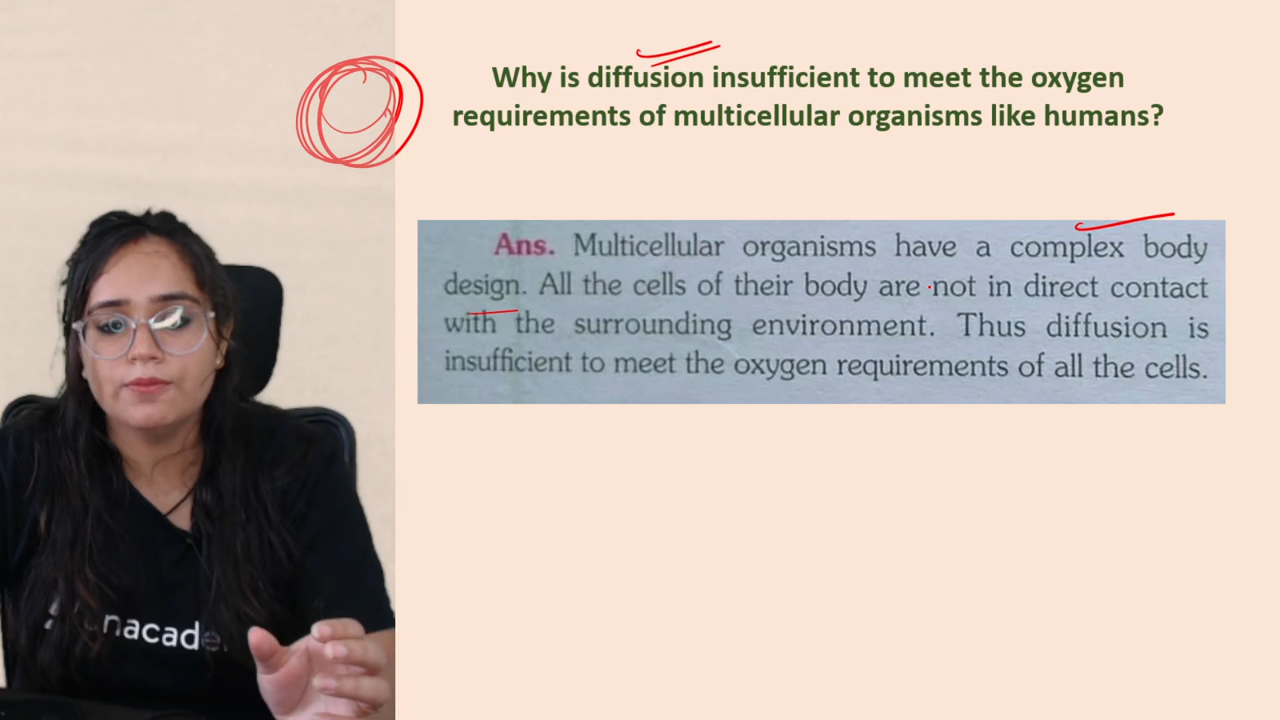 Why is diffusion insufficient to meet the oxygen
requirements of multicellular organisms like humans?
Ans. Multicellular organisms have a complex body
design. All the cells of their body are not in direct contact
with the surrounding environment. Thus diffusion is
insufficient to meet the oxygen requirements of all the cells.